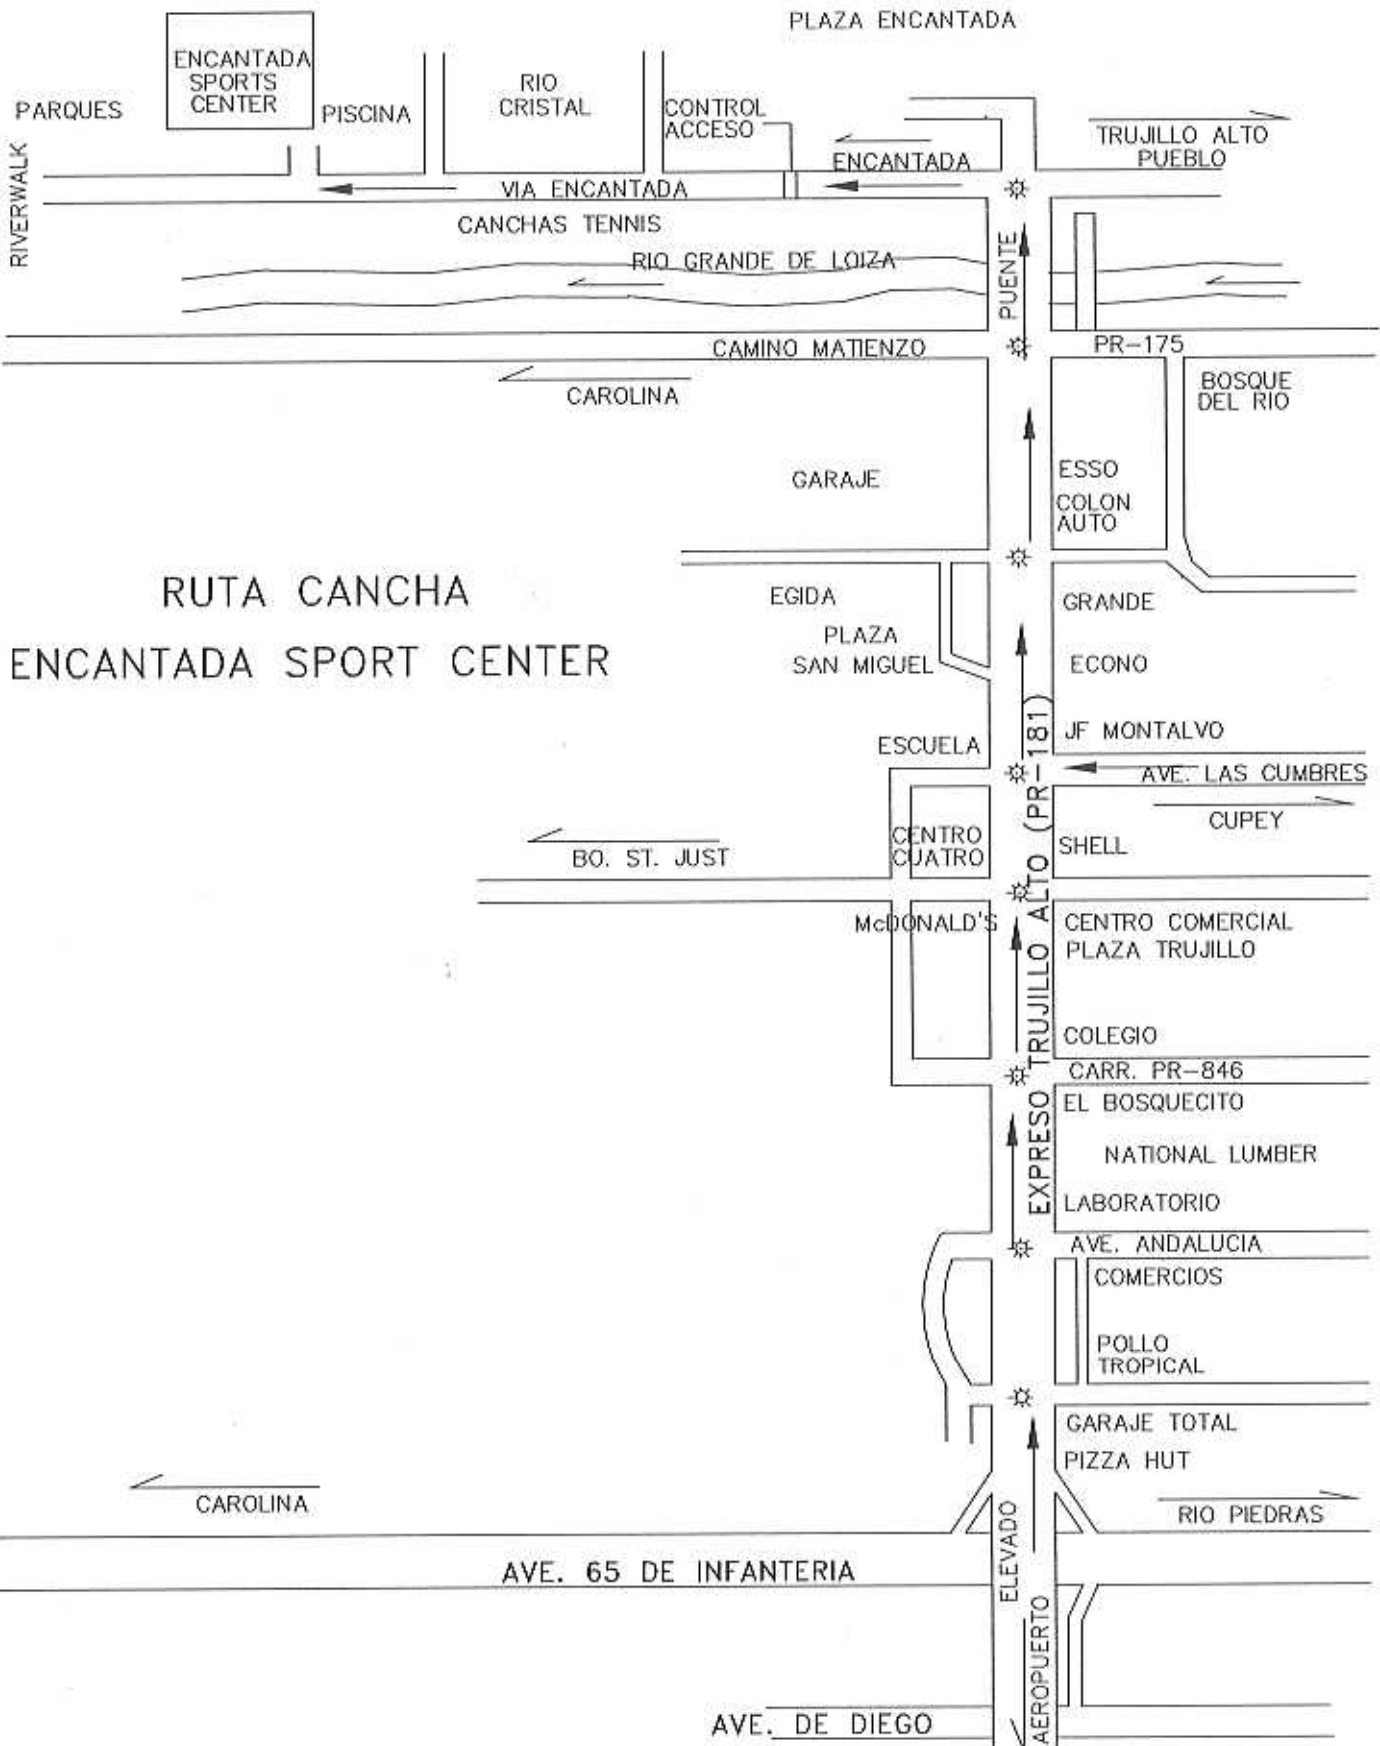 PLAZA ENCANTADA
ENCANTADA
SPORTS
CENTER
PARQUES
PISCINA
RIO
CRISTAL
CONTROL
ACCESO
TRUJILLO ALTO
PUEBLO
ENCANTADA
RIVERWALK
VIA ENCANTADA
CANCHAS TENNIS
RIO GRANDE DE LOIZA
PUENTE
CAMINO MATIENZO
PR-175
CAROLINA
BOSQUE
DEL RIO
GARAJE
ESSO
COLON
AUTO
RUTA CANCHA
ENCANTADA SPORT CENTER
EGIDA
GRANDE
PLAZA
SAN MIGUEL
ECONO
JF MONTALVO
ESCUELA
AVE. LAS CUMBRES
CUPEY
CENTRO
CUATRO
SHELL
BO. ST. JUST
McDONALD'S
CENTRO COMERCIAL
PLAZA TRUJILLO
EXPRESO TRUJILLO ALTO (PR-181)
COLEGIO
CARR. PR-846
EL BOSQUECITO
NATIONAL LUMBER
LABORATORIO
AVE. ANDALUCIA
COMERCIOS
POLLO
TROPICAL
GARAJE TOTAL
PIZZA HUT
CAROLINA
RIO PIEDRAS
ELEVADO
AVE. 65 DE INFANTERIA
AEROPUERTO
AVE. DE DIEGO